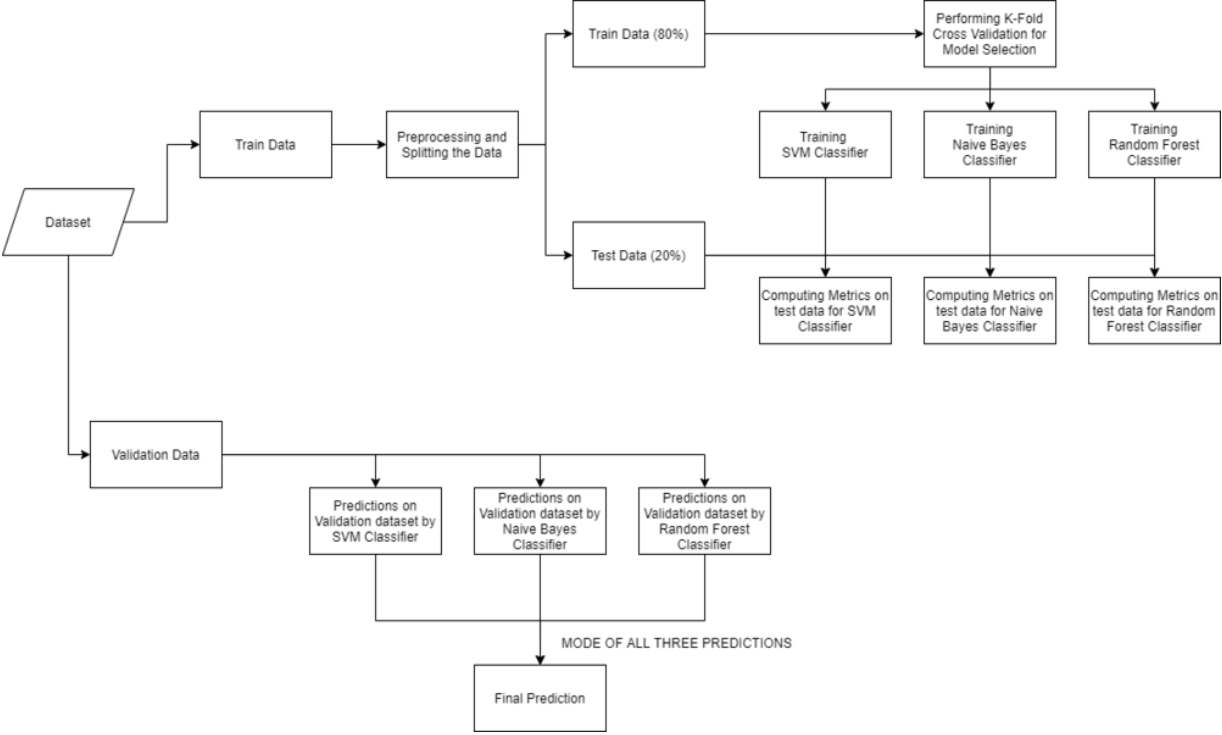 Train Data (80%)
Performing K-Fold
Cross Validation for
Model Selection
Train Data
Preprocessing and
Splitting the Data
Training
SVM Classifier
Training
Naive Bayes
Classifier
Training
Random Forest
Classifier
Dataset
Test Data (20%)
Computing Metrics on
test data for SVM
Classifier
Computing Metrics on
test data for Naive
Bayes Classifier
Computing Metrics on
test data for Random
Forest Classifier
Validation Data
Predictions on
Validation dataset by
SVM Classifier
Predictions on
Validation dataset by
Naive Bayes
Classifier
Predictions on
Validation dataset by
Random Forest
Classifier
MODE OF ALL THREE PREDICTIONS
Final Prediction